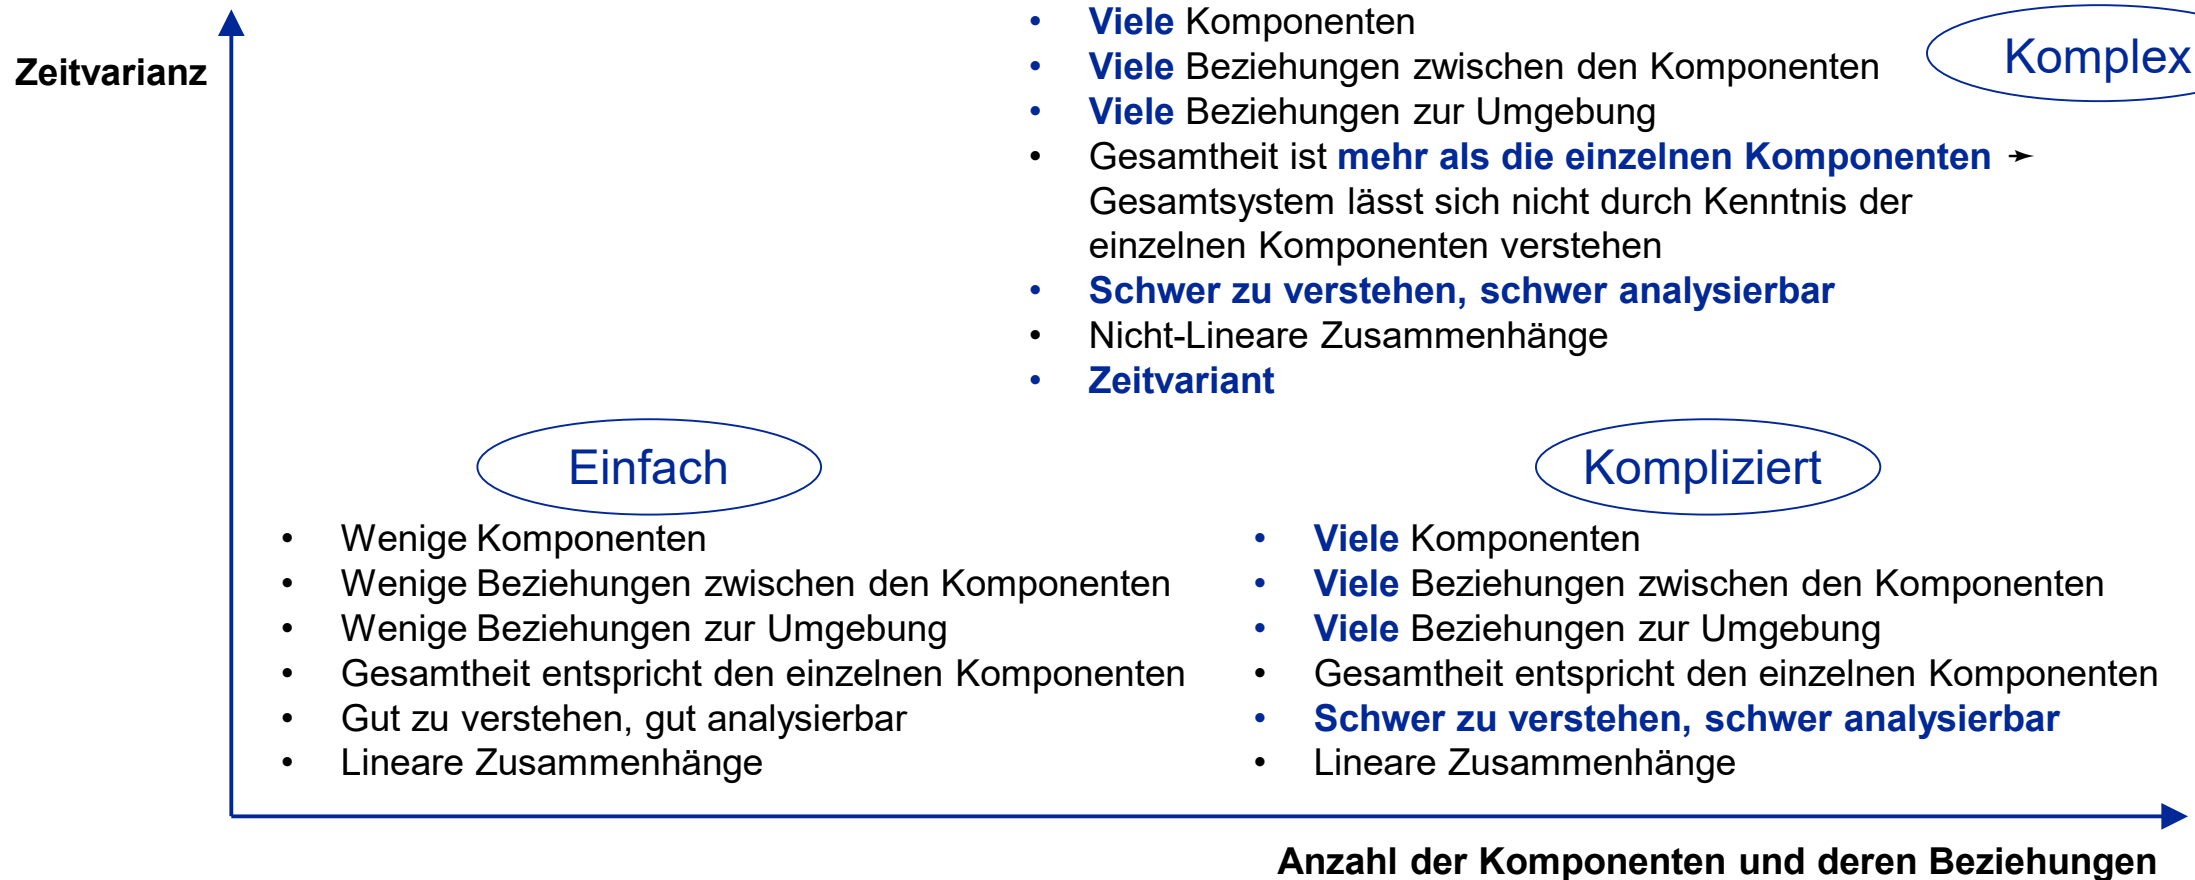 Zeitvarianz
• Viele Komponenten
• Viele Beziehungen zwischen den Komponenten
• Viele Beziehungen zur Umgebung
• Gesamtheit ist mehr als die einzelnen Komponenten ➛
Gesamtsystem lässt sich nicht durch Kenntnis der
einzelnen Komponenten verstehen
• Schwer zu verstehen, schwer analysierbar
• Nicht-Lineare Zusammenhänge
• Zeitvariant
Komplex
Einfach
• Wenige Komponenten
• Wenige Beziehungen zwischen den Komponenten
• Wenige Beziehungen zur Umgebung
• Gesamtheit entspricht den einzelnen Komponenten
• Gut zu verstehen, gut analysierbar
• Lineare Zusammenhänge
Kompliziert
• Viele Komponenten
• Viele Beziehungen zwischen den Komponenten
• Viele Beziehungen zur Umgebung
• Gesamtheit entspricht den einzelnen Komponenten
• Schwer zu verstehen, schwer analysierbar
• Lineare Zusammenhänge
Anzahl der Komponenten und deren Beziehungen